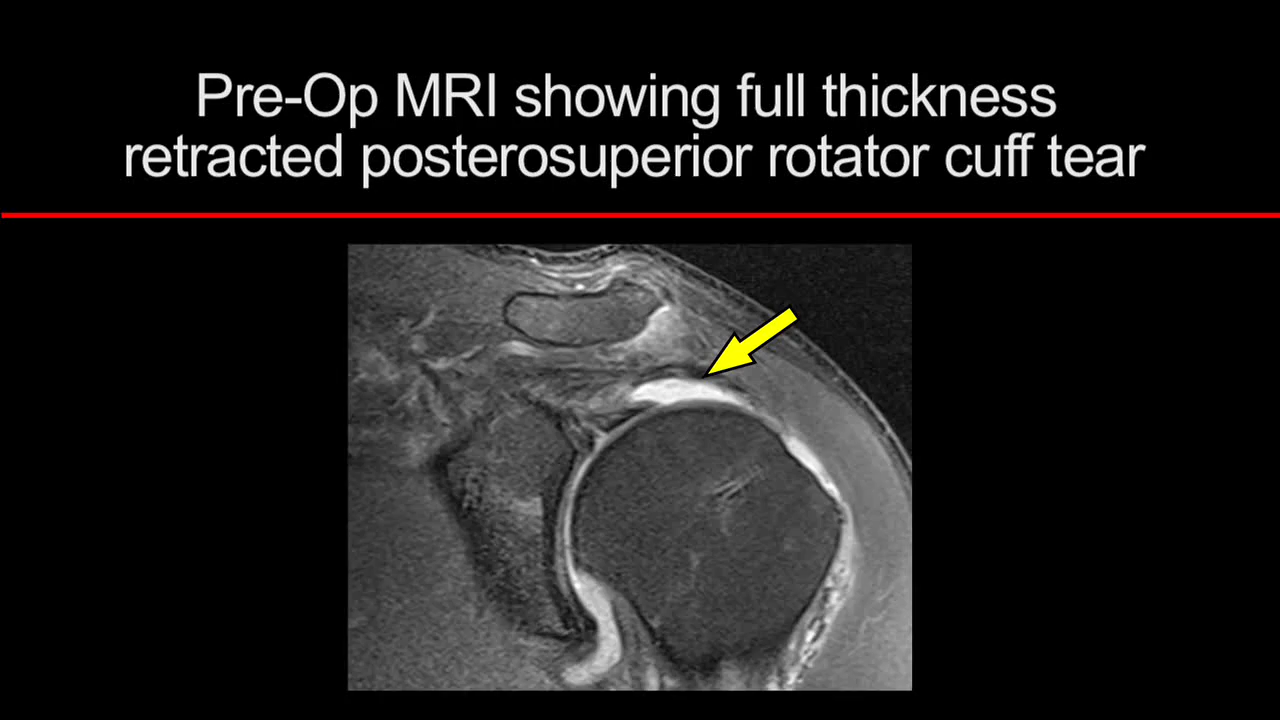 Pre-Op MRI showing full thickness
retracted posterosuperior rotator cuff tear